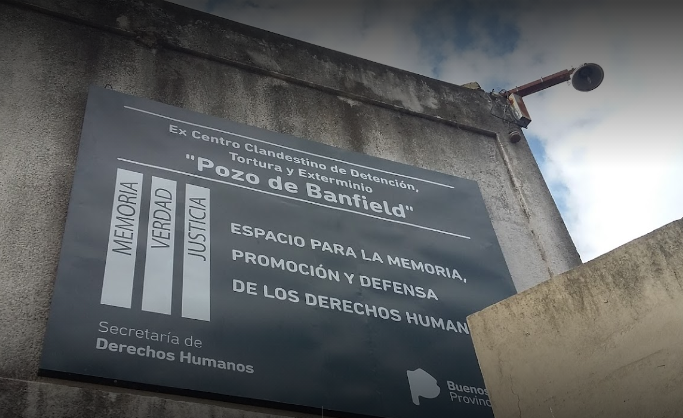 Ex Centro Clandestino de Detención,
Tortura y Exterminio
"Pozo de Banfield"
MEMORIA
VERDAD
JUSTICIA
ESPACIO PARA LA MEMORIA,
PROMOCIÓN Y DEFENSA
DE LOS DERECHOS HUMAN
Secretaría de
Derechos Humanos
Buenos
Provinc